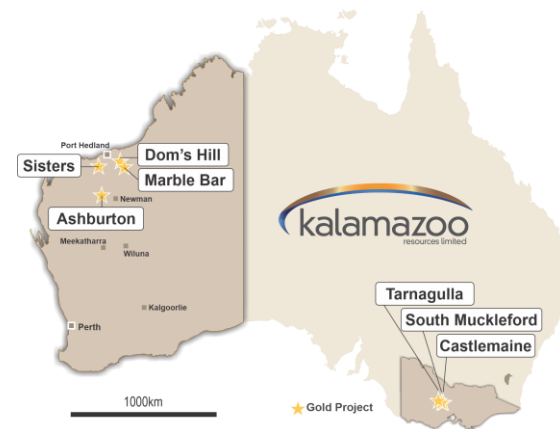 Port Hedland
Dom's Hill
Sisters
Marble Bar
Newman
Ashburton
kalamazoo
resources limited
Meekatharra
Wiluna
Tarnagulla
South Muckleford
Kalgoorlie
Perth
Castlemaine
1000km
Gold Project